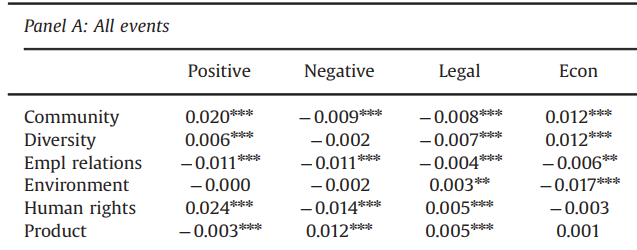 Panel A: All events
Positive Negative Legal Econ
Community 0.020*** −0.009*** −0.008*** 0.012***
Diversity 0.006*** −0.002 −0.007*** 0.012***
Empl relations −0.011*** −0.011*** −0.004*** −0.006**
Environment −0.000 −0.002 0.003** −0.017***
Human rights 0.024*** −0.014*** 0.005*** −0.003
Product −0.003*** 0.012*** 0.005*** 0.001